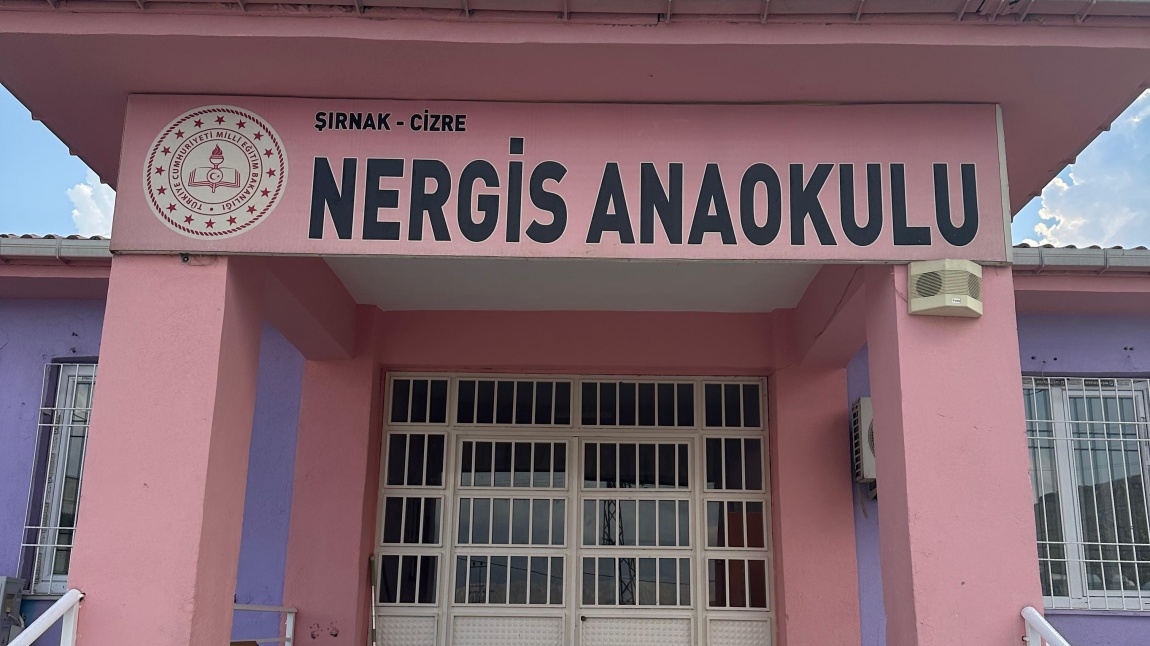 ŞIRNAK - CİZRE
NERGİS ANAOKULU
TÜRKİYE CUMHURİYETİ MİLLÎ EĞİTİM BAKANLIĞI